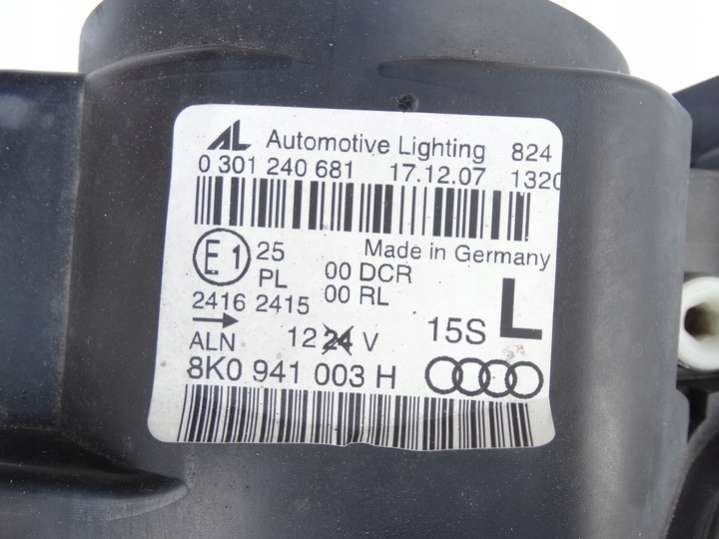 AL Automotive Lighting 824
0 301 240 681 17.12.07 1320
E1 25 Made in Germany
PL 00 DCR
2416 2415 00 RL
ALN 12 24 V 15S L
8K0 941 003 H